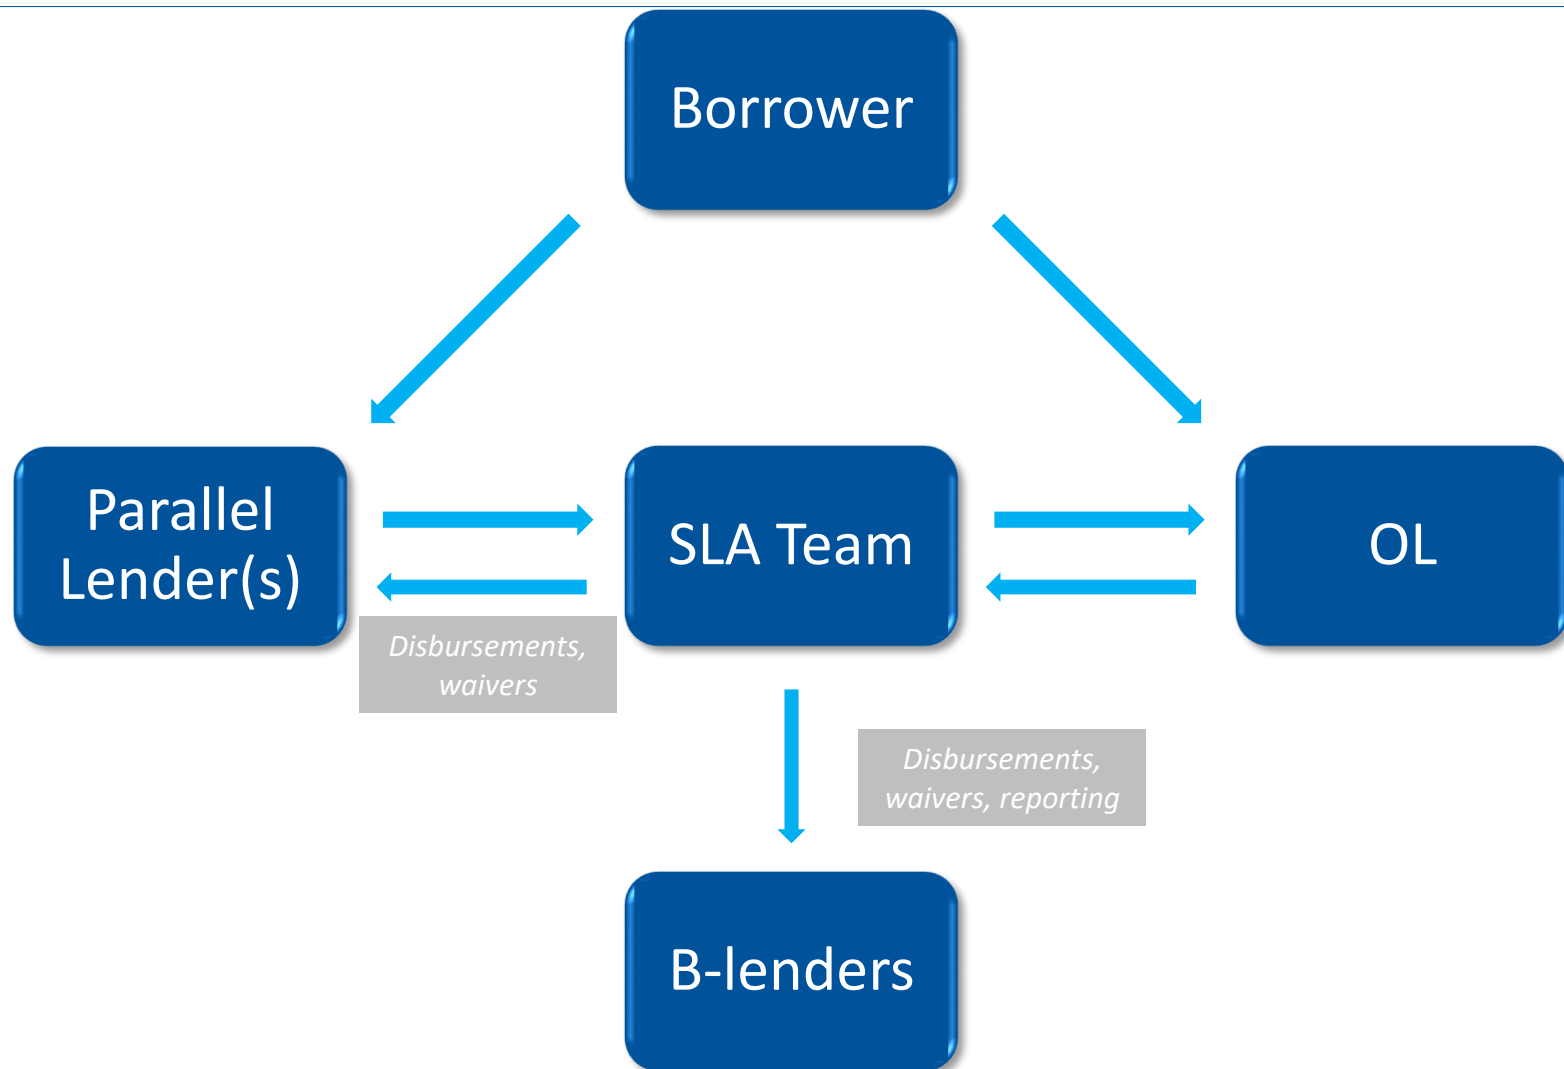 Borrower
Parallel
Lender(s)
SLA Team
OL
Disbursements,
waivers
Disbursements,
waivers, reporting
B-lenders